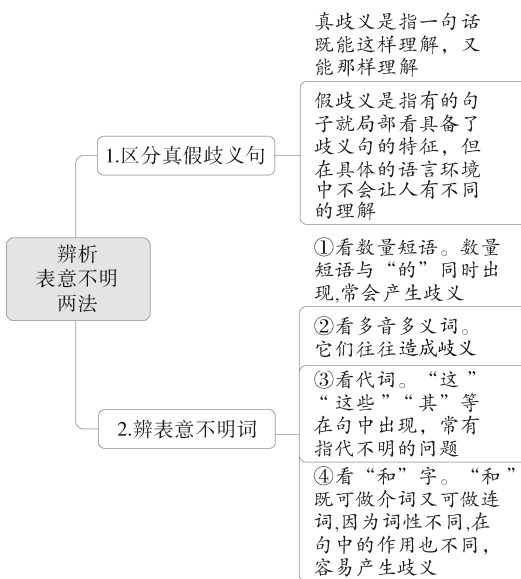 真歧义是指一句话
既能这样理解，又
能那样理解
假歧义是指有的句
子就局部看具备了
歧义句的特征，但
在具体的语言环境
中不会让人有不同
的理解
1.区分真假歧义句
辨析
表意不明
两法
①看数量短语。数量
短语与“的”同时出
现,常会产生歧义
②看多音多义词。
它们往往造成岐义
③看代词。“这”
“这些”“其”等
在句中出现，常有
指代不明的问题
2.辨表意不明词
④看“和”字。“和”
既可做介词又可做连
词,因为词性不同,在
句中的作用也不同，
容易产生歧义